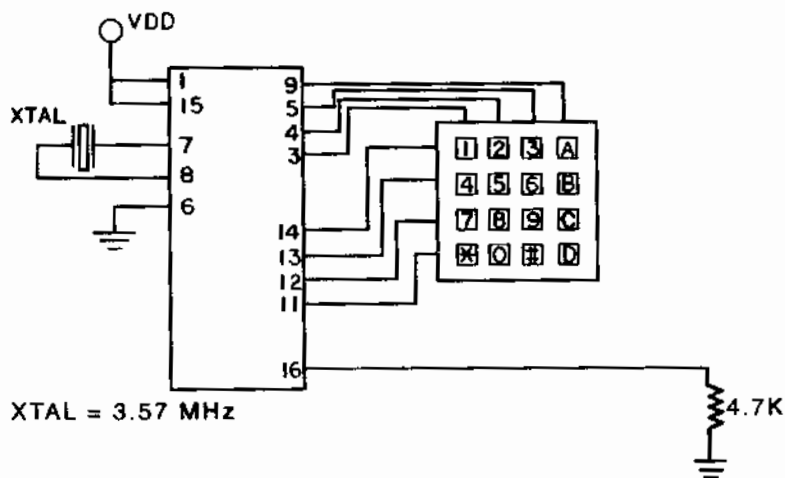 VDD
1
15
XTAL
7
8
6
9
5
4
3
14
13
12
11
16
1 2 3 A
4 5 6 B
7 8 9 C
* 0 # D
XTAL = 3.57 MHz
4.7K